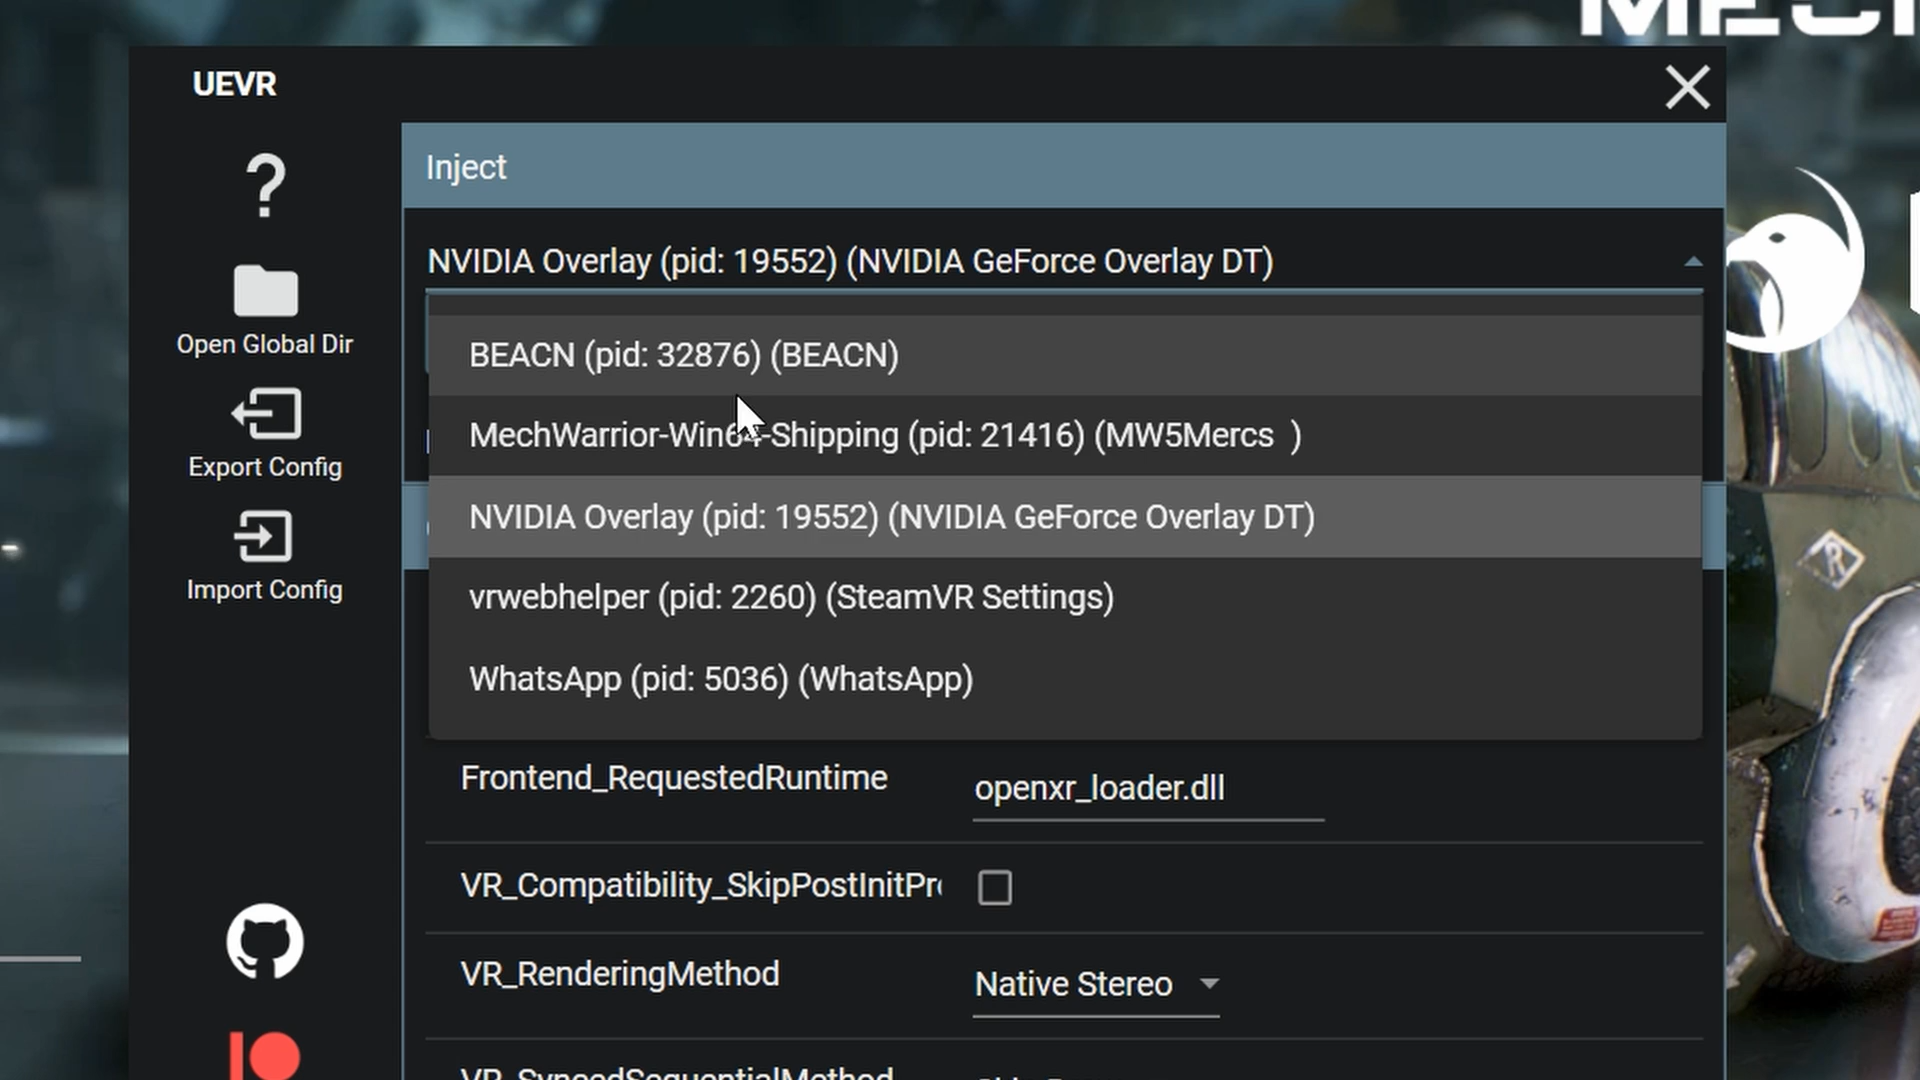 UEVR
Inject
NVIDIA Overlay (pid: 19552) (NVIDIA GeForce Overlay DT)
BEACN (pid: 32876) (BEACN)
MechWarrior-Win64-Shipping (pid: 21416) (MW5Mercs )
NVIDIA Overlay (pid: 19552) (NVIDIA GeForce Overlay DT)
vrwebhelper (pid: 2260) (SteamVR Settings)
WhatsApp (pid: 5036) (WhatsApp)
Open Global Dir
Export Config
Import Config
Frontend_RequestedRuntime
openxr_loader.dll
VR_Compatibility_SkipPostInitPr
VR_RenderingMethod
Native Stereo
VR_SyncedSequentialMethod